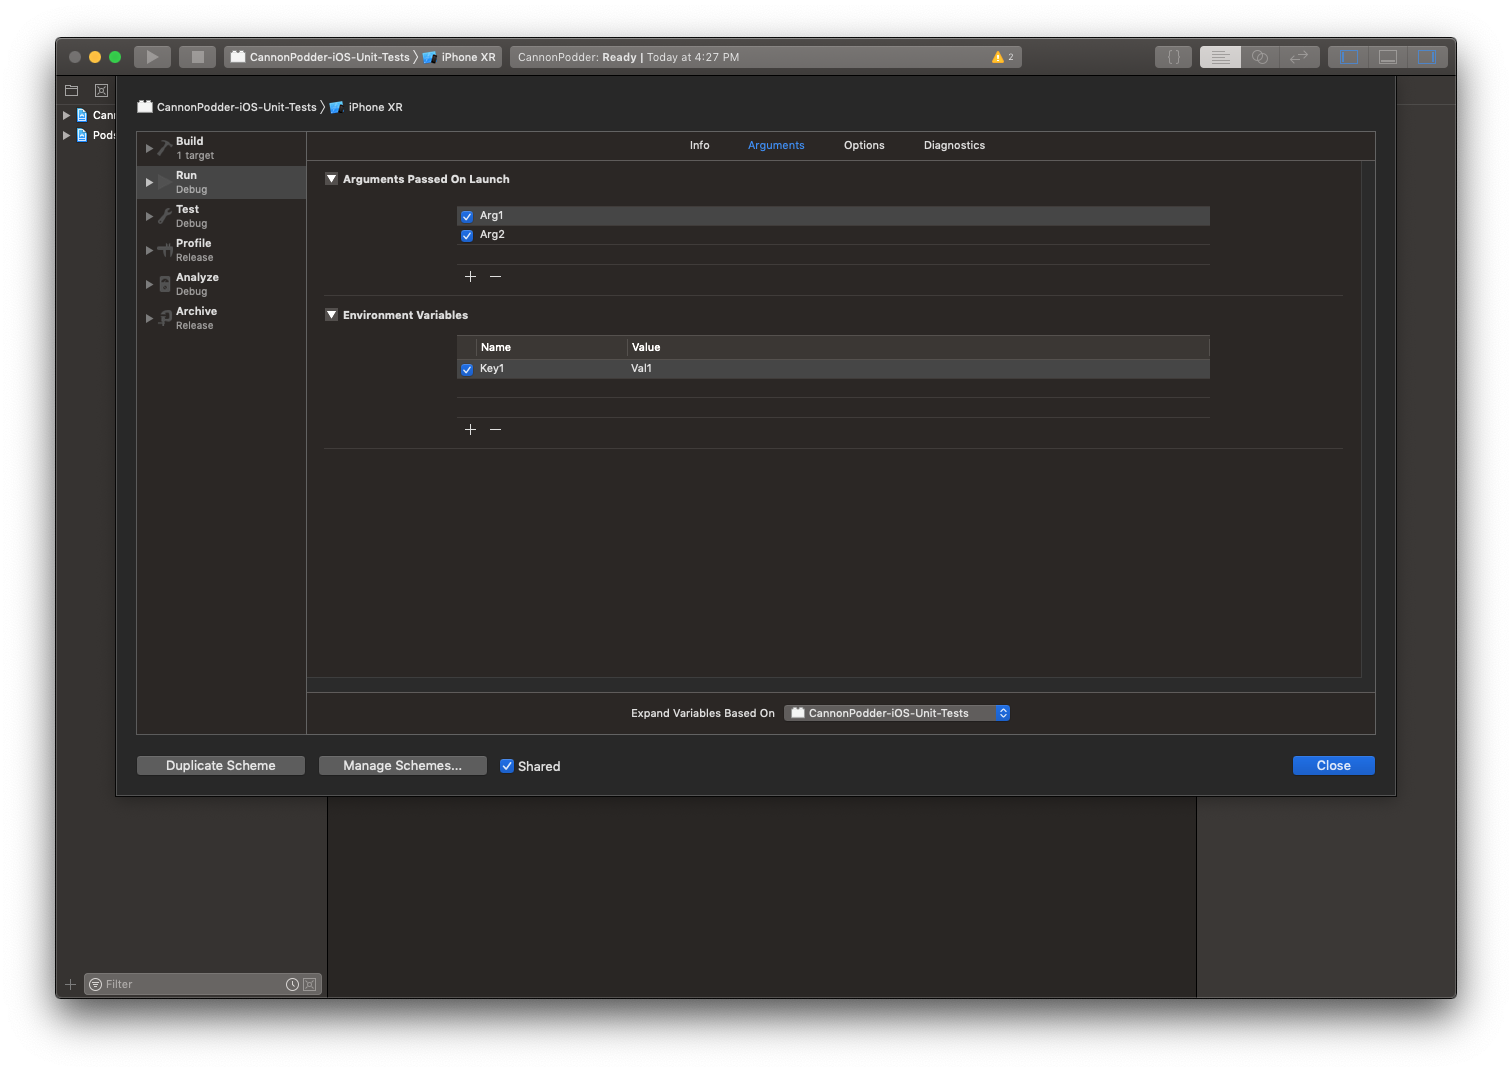 CannonPodder-iOS-Unit-Tests
iPhone XR
CannonPodder: Ready | Today at 4:27 PM
2
CannonPodder-iOS-Unit-Tests
iPhone XR
Cann
Pods
Build
1 target
Run
Debug
Test
Debug
Profile
Release
Analyze
Debug
Archive
Release
Info
Arguments
Options
Diagnostics
Arguments Passed On Launch
Arg1
Arg2
Environment Variables
Name
Value
Key1
Val1
Expand Variables Based On
CannonPodder-iOS-Unit-Tests
Duplicate Scheme
Manage Schemes...
Shared
Close
Filter